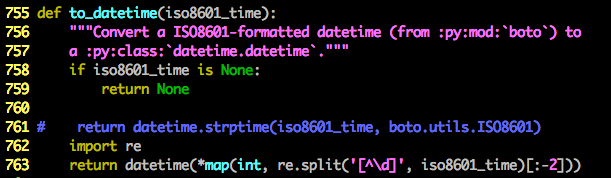 755 def to_datetime(iso8601_time):
756     """Convert a ISO8601-formatted datetime (from :py:mod:`boto`) to
757     a :py:class:`datetime.datetime`."""
758     if iso8601_time is None:
759         return None
760
761 #    return datetime.strptime(iso8601_time, boto.utils.ISO8601)
762     import re
763     return datetime(*map(int, re.split('[^\d]', iso8601_time)[:-2]))